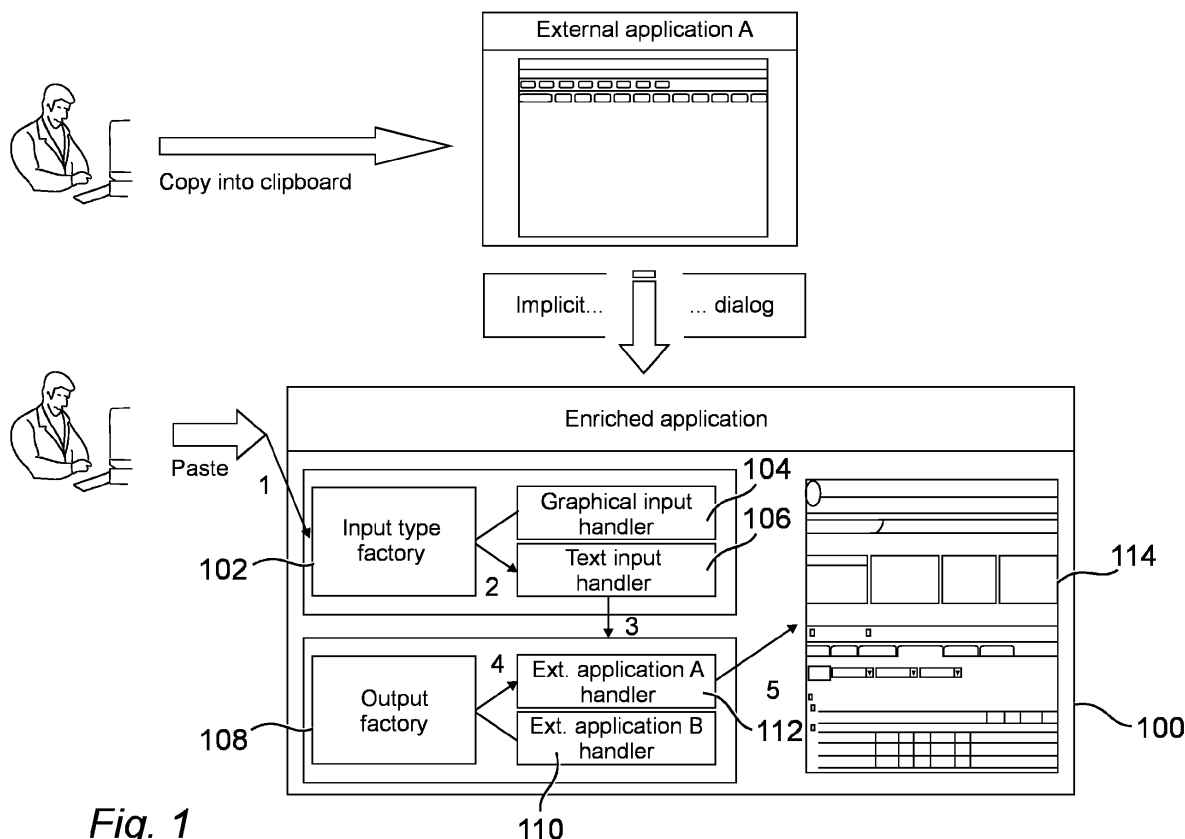 External application A
Copy into clipboard
Implicit...
... dialog
Enriched application
Paste
1
Input type
factory
102
Graphical input
handler
104
Text input
handler
106
2
3
114
Output
factory
108
4
Ext. application A
handler
112
Ext. application B
handler
110
5
100
Fig. 1